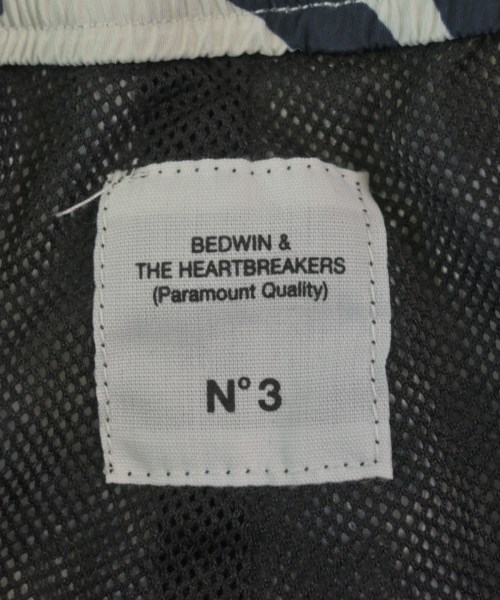 BEDWIN &
THE HEARTBREAKERS
(Paramount Quality)
N° 3